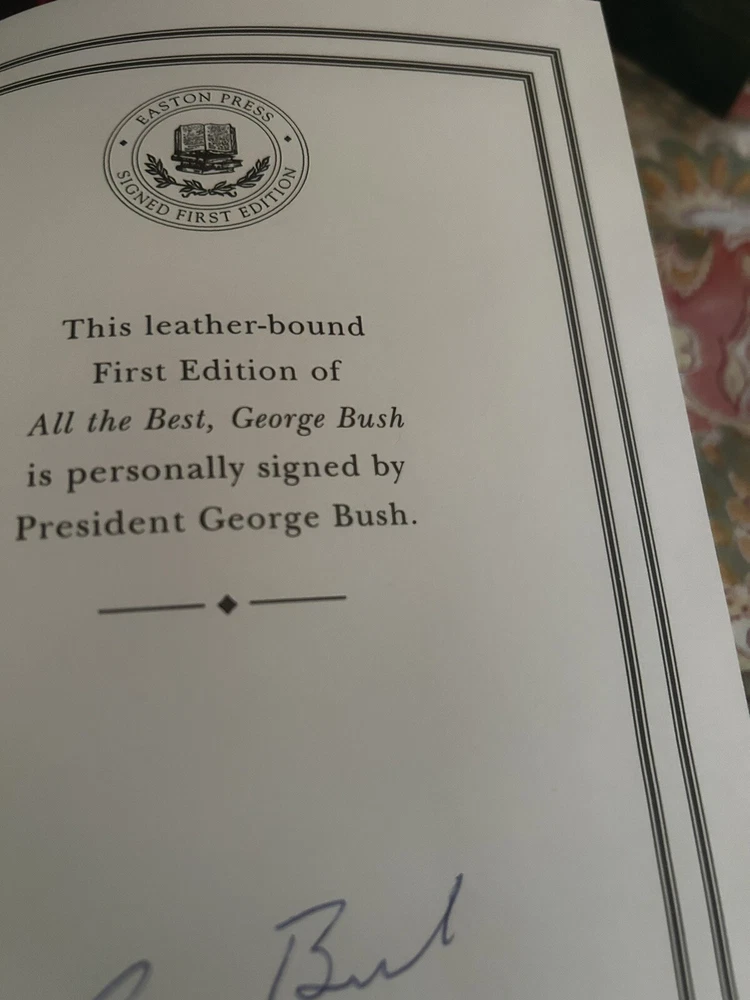 EASTON PRESS
SIGNED FIRST EDITION
This leather-bound
First Edition of
All the Best, George Bush
is personally signed by
President George Bush.
Bush